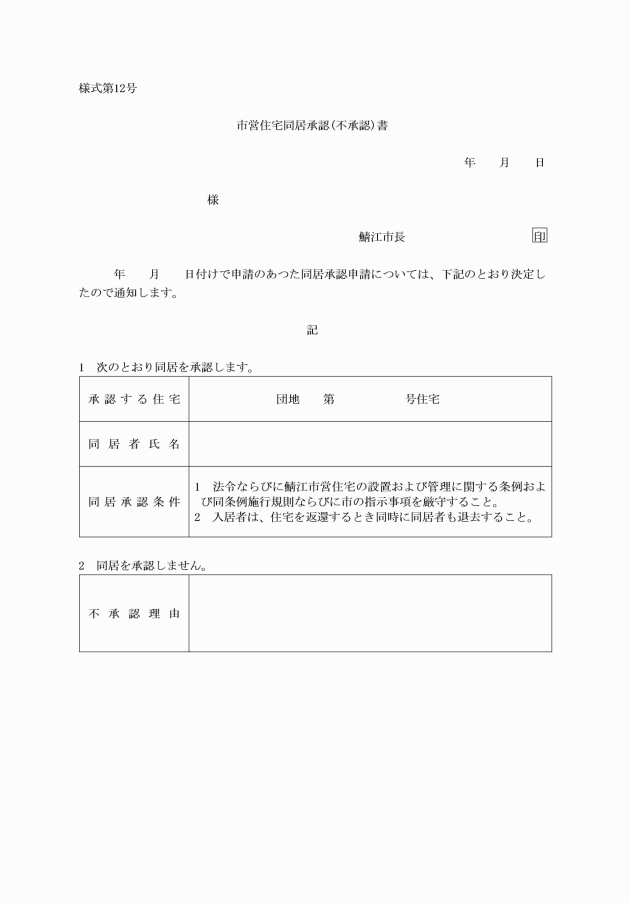 様式第12号
市営住宅同居承認(不承認)書
年　　月　　日
様
鯖江市長　　　　　　　　　　　印
年　　月　　日付けで申請のあつた同居承認申請については、下記のとおり決定し
たので通知します。
記
1　次のとおり同居を承認します。
承認する住宅　　団地　　第　　　　　　号住宅
同居者氏名
同居承認条件
1　法令ならびに鯖江市営住宅の設置および管理に関する条例およ
び同条例施行規則ならびに市の指示事項を厳守すること。
2　入居者は、住宅を返還するとき同時に同居者も退去すること。
2　同居を承認しません。
不承認理由